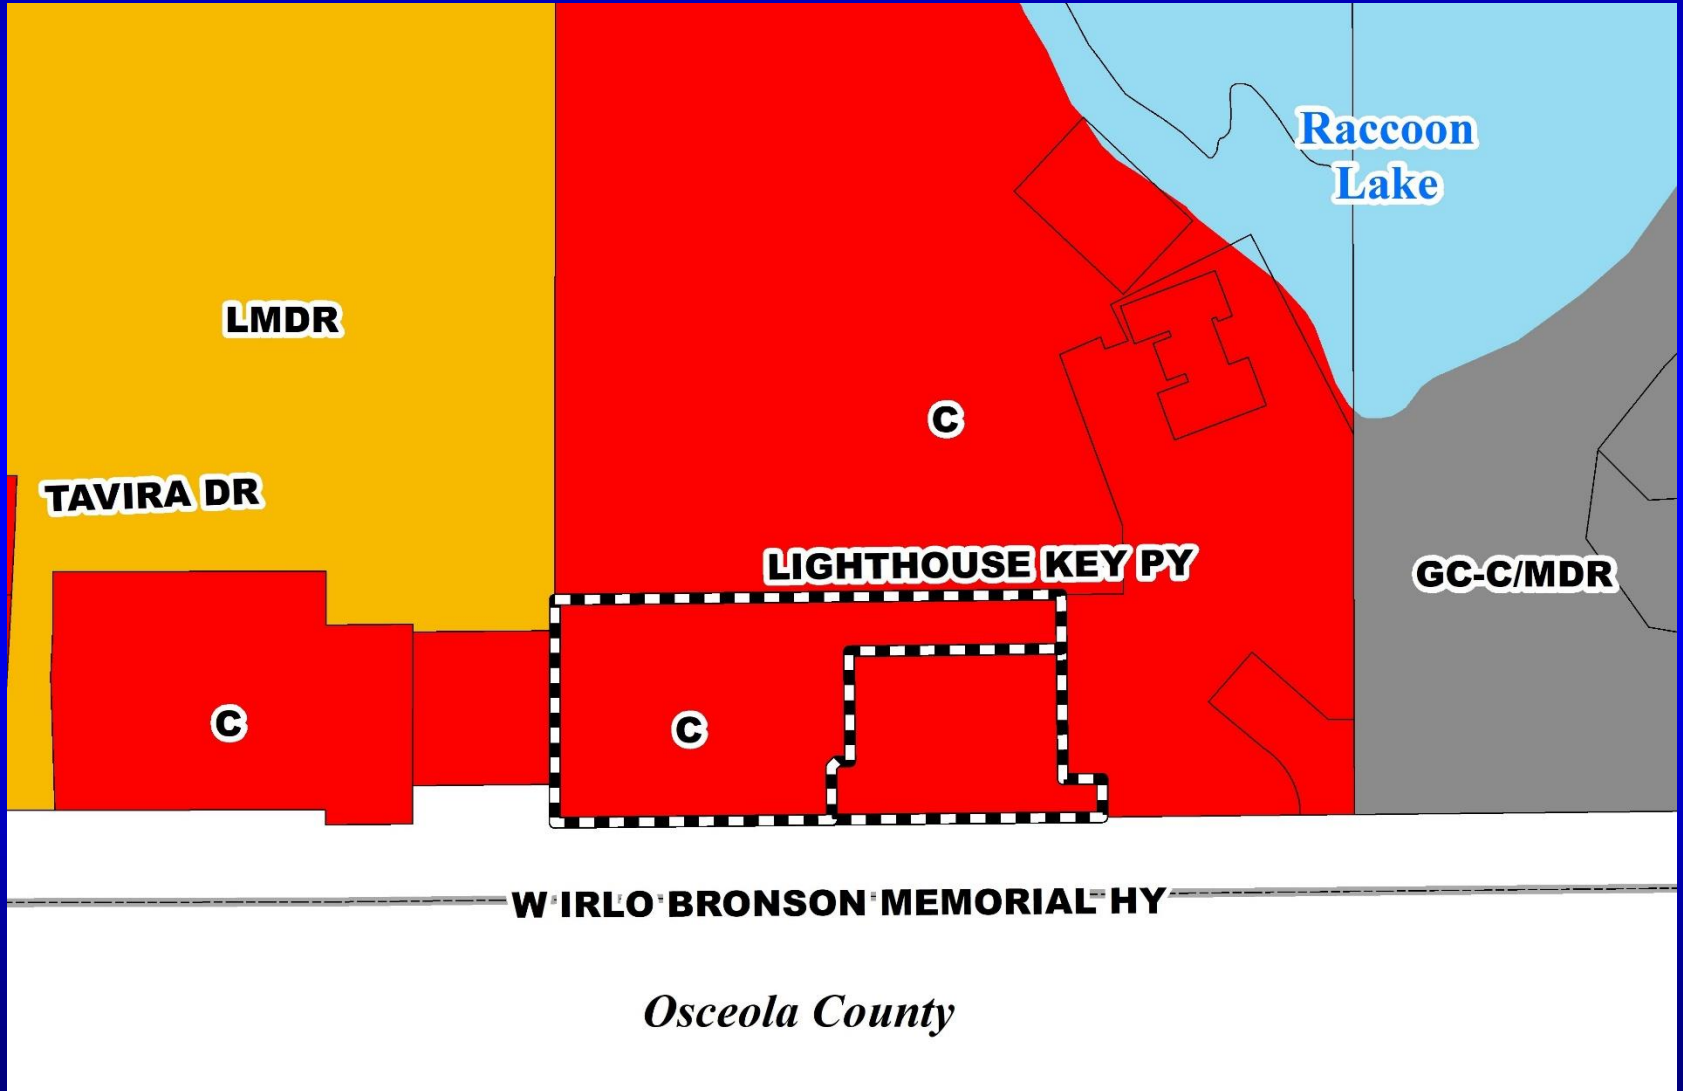 Raccoon
Lake
LMDR
C
TAVIRA DR
LIGHTHOUSE KEY PY
GC-C/MDR
C
C
W IRLO BRONSON MEMORIAL HY
Osceola County